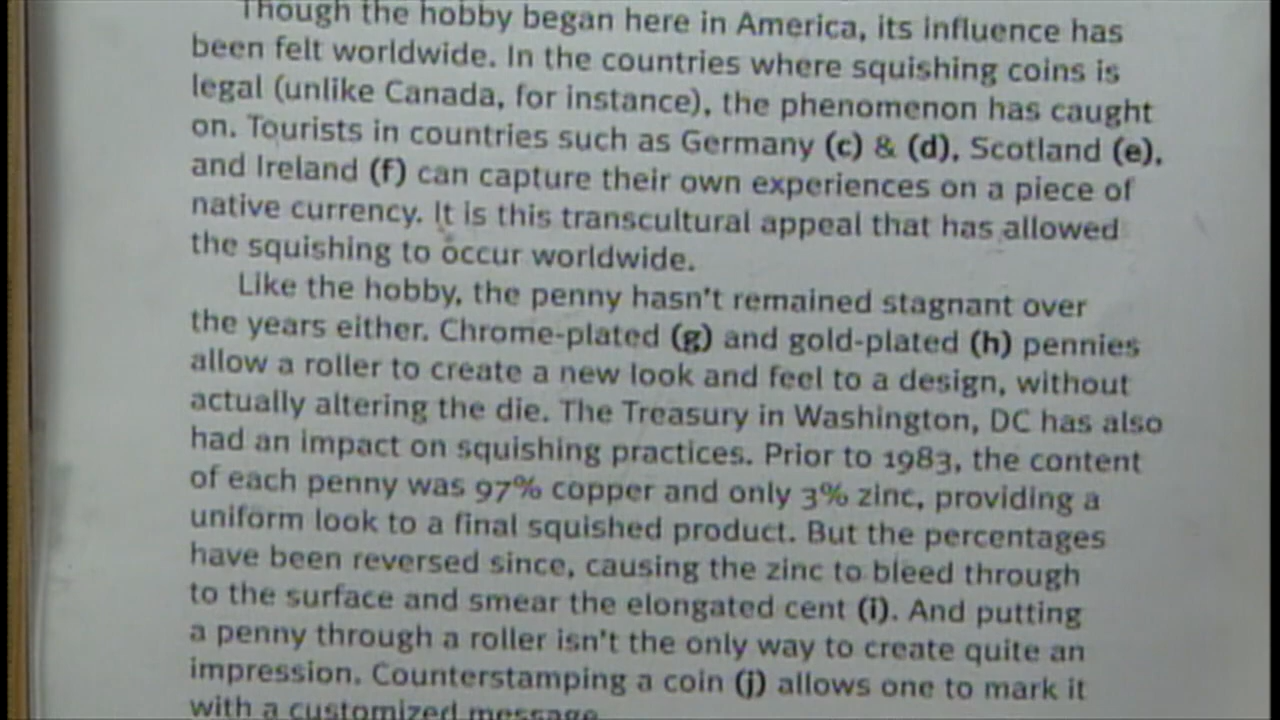 Though the hobby began here in America, its influence has
been felt worldwide. In the countries where squishing coins is
legal (unlike Canada, for instance), the phenomenon has caught
on. Tourists in countries such as Germany (c) & (d), Scotland (e),
and Ireland (f) can capture their own experiences on a piece of
native currency. It is this transcultural appeal that has allowed
the squishing to occur worldwide.
Like the hobby, the penny hasn't remained stagnant over
the years either. Chrome-plated (g) and gold-plated (h) pennies
allow a roller to create a new look and feel to a design, without
actually altering the die. The Treasury in Washington, DC has also
had an impact on squishing practices. Prior to 1983, the content
of each penny was 97% copper and only 3% zinc, providing a
uniform look to a final squished product. But the percentages
have been reversed since, causing the zinc to bleed through
to the surface and smear the elongated cent (i). And putting
a penny through a roller isn't the only way to create quite an
impression. Counterstamping a coin (j) allows one to mark it
with a customized message.